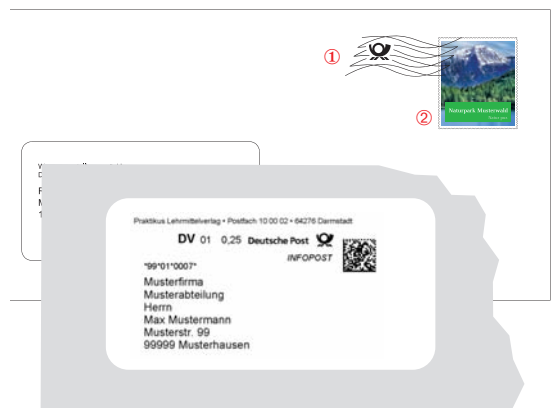 ①
②
Naturpark Musterwald
Praktikus Lehrmittelverlag • Postfach 10 00 02 • 64276 Darmstadt
DV 01 0,25 Deutsche Post
INFOPOST
*99*01*0007*
Musterfirma
Musterabteilung
Herrn
Max Mustermann
Musterstr. 99
99999 Musterhausen